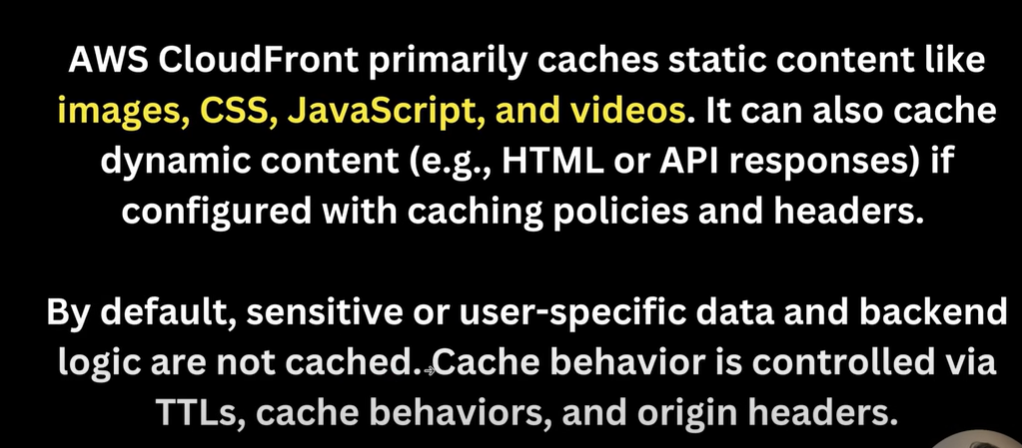 AWS CloudFront primarily caches static content like
images, CSS, JavaScript, and videos. It can also cache
dynamic content (e.g., HTML or API responses) if
configured with caching policies and headers.
By default, sensitive or user-specific data and backend
logic are not cached. Cache behavior is controlled via
TTLs, cache behaviors, and origin headers.